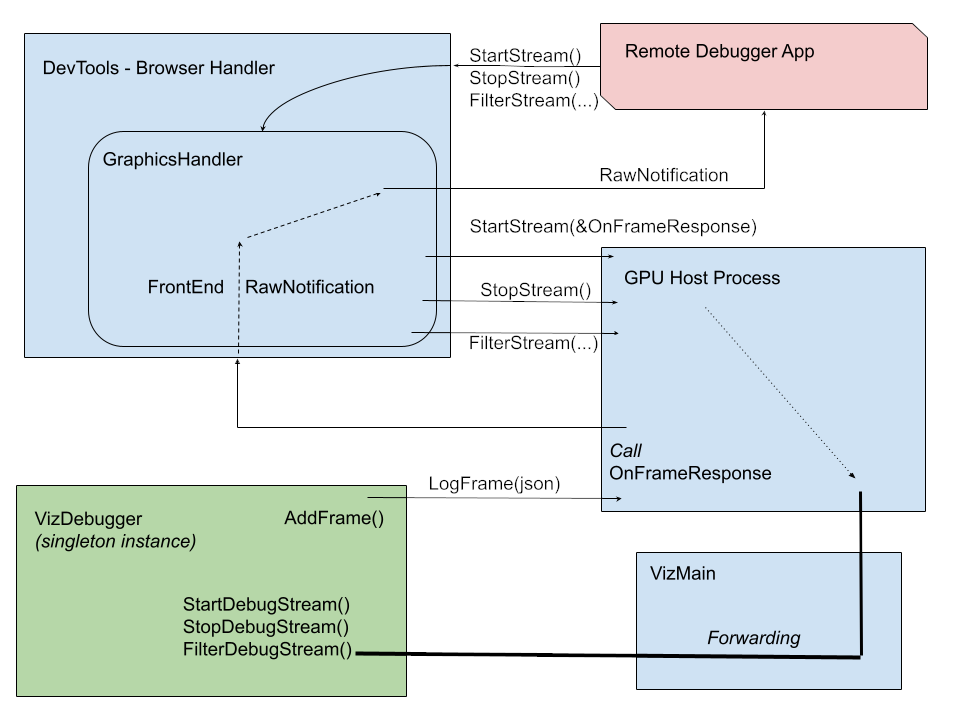 DevTools - Browser Handler
StartStream()
StopStream()
FilterStream(...)
Remote Debugger App
GraphicsHandler
RawNotification
StartStream(&OnFrameResponse)
FrontEnd
RawNotification
StopStream()
FilterStream(...)
GPU Host Process
Call
OnFrameResponse
LogFrame(json)
VizDebugger
(singleton instance)
AddFrame()
StartDebugStream()
StopDebugStream()
FilterDebugStream()
VizMain
Forwarding